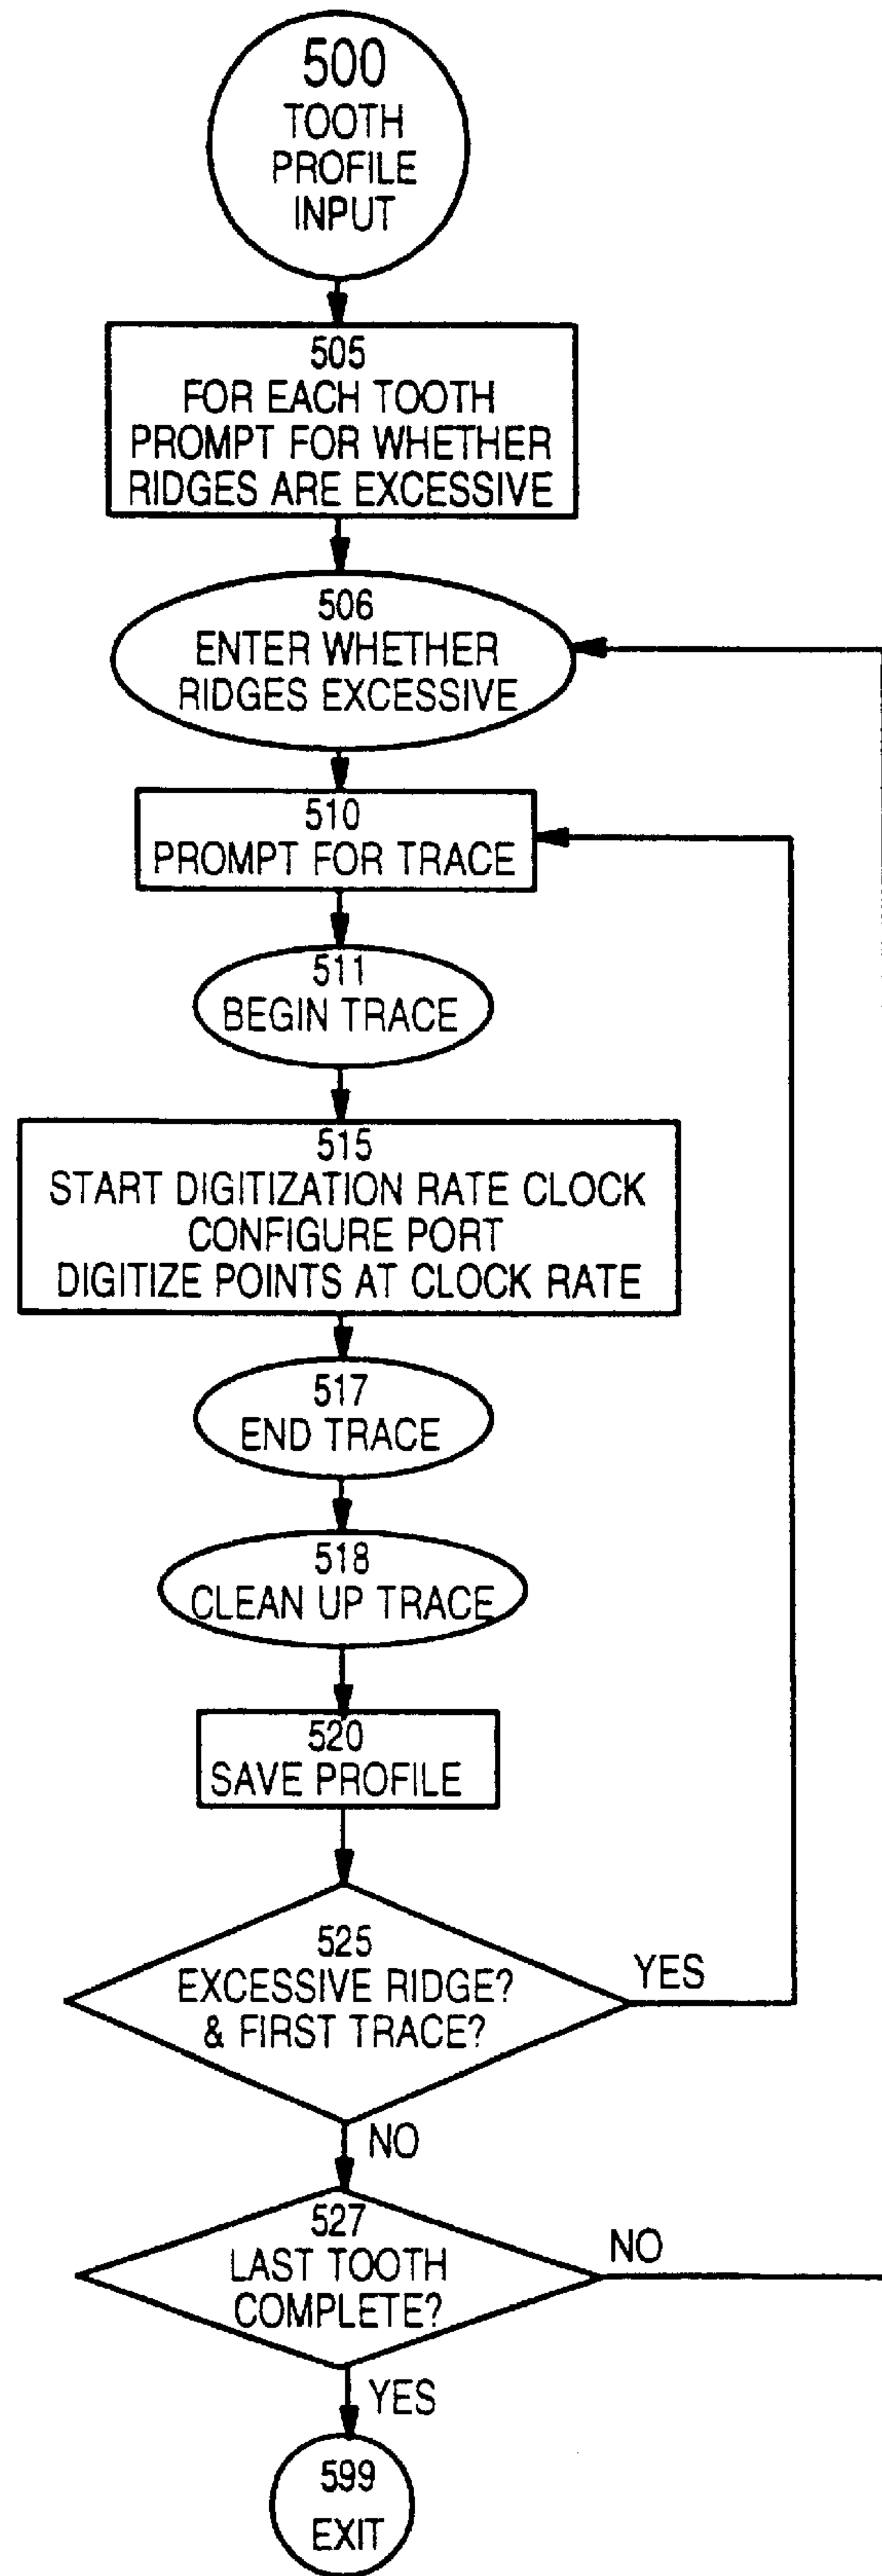 500
TOOTH
PROFILE
INPUT
505
FOR EACH TOOTH
PROMPT FOR WHETHER
RIDGES ARE EXCESSIVE
506
ENTER WHETHER
RIDGES EXCESSIVE
510
PROMPT FOR TRACE
511
BEGIN TRACE
515
START DIGITIZATION RATE CLOCK
CONFIGURE PORT
DIGITIZE POINTS AT CLOCK RATE
517
END TRACE
518
CLEAN UP TRACE
520
SAVE PROFILE
525
EXCESSIVE RIDGE?
& FIRST TRACE?
YES
NO
527
LAST TOOTH
COMPLETE?
NO
YES
599
EXIT